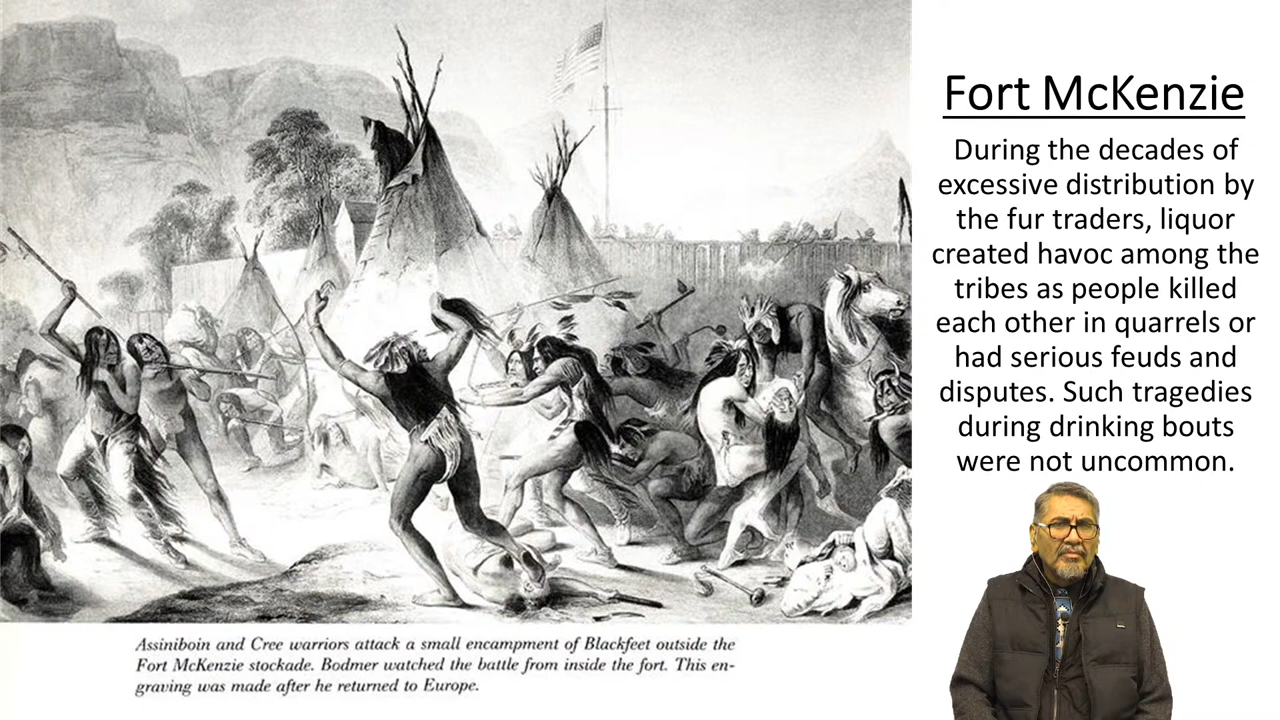 Fort McKenzie
During the decades of
excessive distribution by
the fur traders, liquor
created havoc among the
tribes as people killed
each other in quarrels or
had serious feuds and
disputes. Such tragedies
during drinking bouts
were not uncommon.
Assiniboin and Cree warriors attack a small encampment of Blackfeet outside the
Fort McKenzie stockade. Bodmer watched the battle from inside the fort. This en-
graving was made after he returned to Europe.